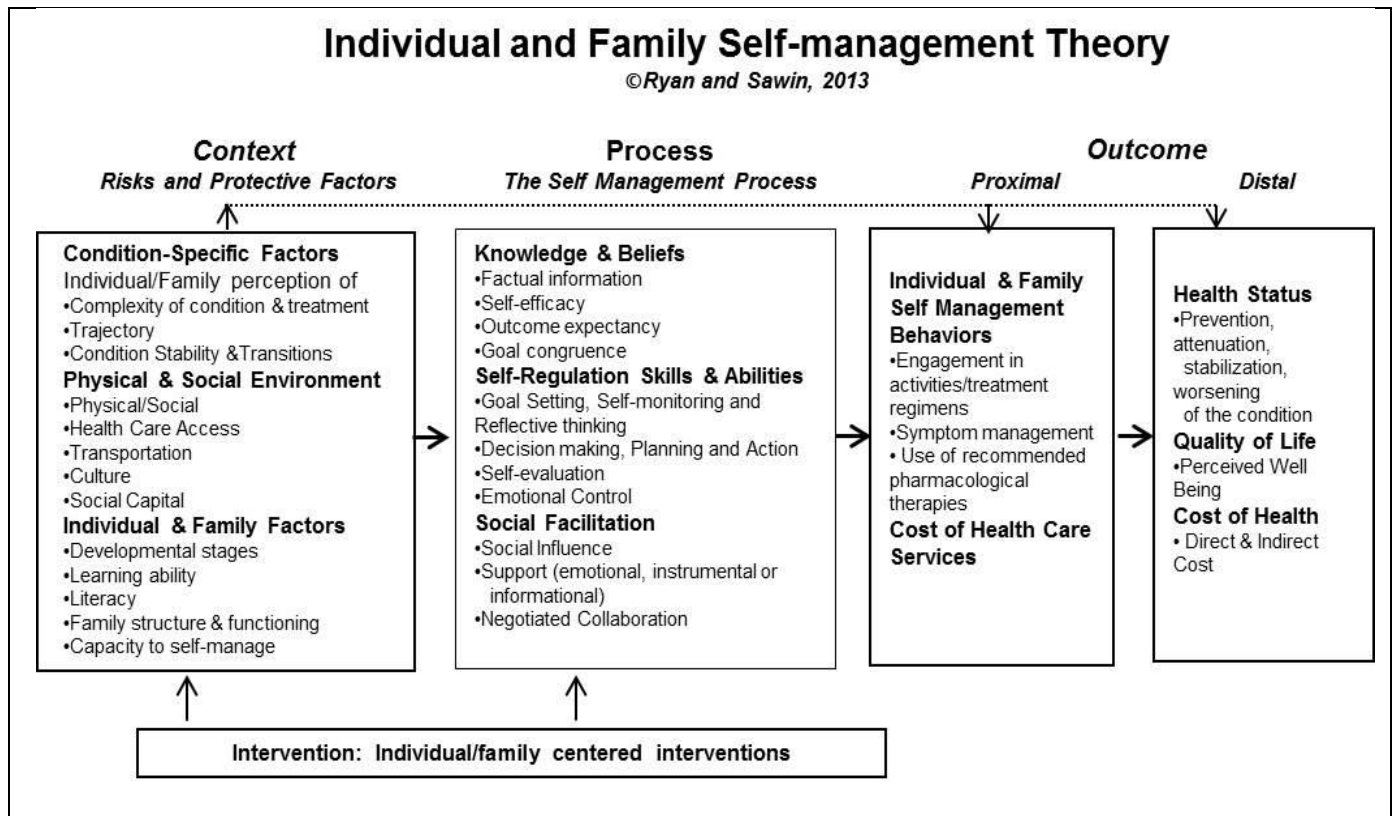 Individual and Family Self-management Theory
©Ryan and Sawin, 2013
Context
Risks and Protective Factors
Process
The Self Management Process
Outcome
Proximal
Distal
Condition-Specific Factors
Individual/Family perception of
•Complexity of condition & treatment
•Trajectory
•Condition Stability &Transitions
Physical & Social Environment
•Physical/Social
•Health Care Access
•Transportation
•Culture
•Social Capital
Individual & Family Factors
•Developmental stages
•Learning ability
•Literacy
•Family structure & functioning
•Capacity to self-manage
Knowledge & Beliefs
•Factual information
•Self-efficacy
•Outcome expectancy
•Goal congruence
Self-Regulation Skills & Abilities
•Goal Setting, Self-monitoring and
Reflective thinking
•Decision making, Planning and Action
•Self-evaluation
•Emotional Control
Social Facilitation
•Social Influence
•Support (emotional, instrumental or
informational)
•Negotiated Collaboration
Individual & Family
Self Management
Behaviors
•Engagement in
activities/treatment
regimens
•Symptom management
• Use of recommended
pharmacological
therapies
Cost of Health Care
Services
Health Status
•Prevention,
attenuation,
stabilization,
worsening
of the condition
Quality of Life
•Perceived Well
Being
Cost of Health
• Direct & Indirect
Cost
Intervention: Individual/family centered interventions